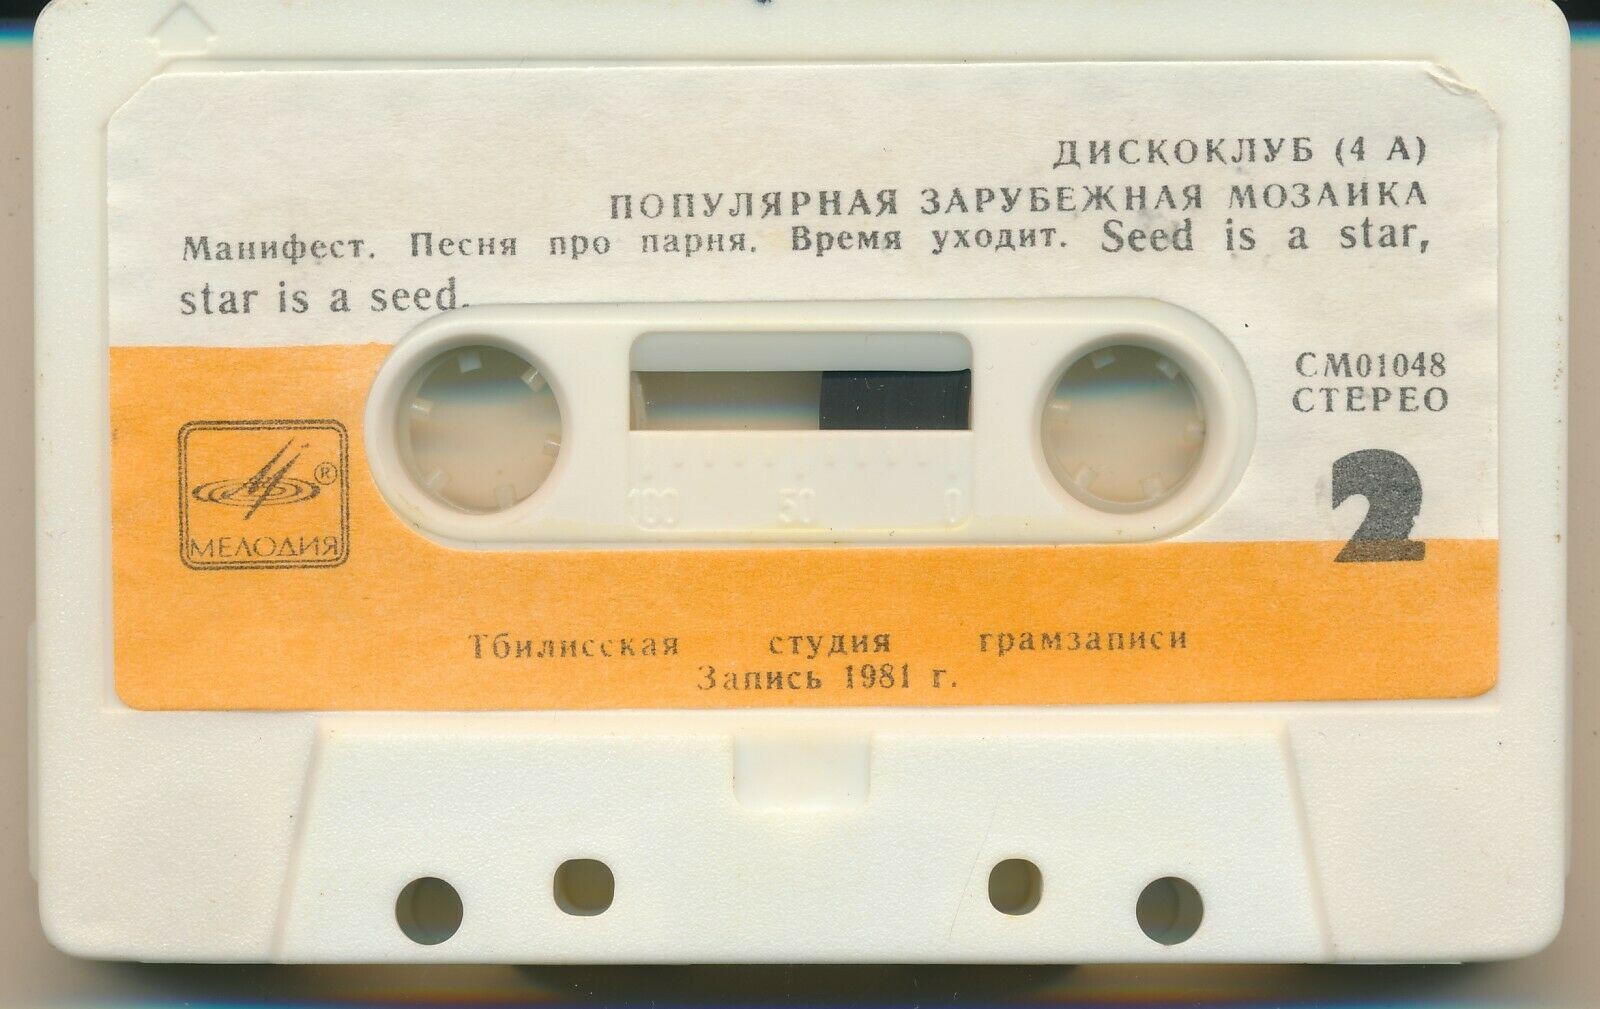 ДИСКОКЛУБ (4 А)
ПОПУЛЯРНАЯ ЗАРУБЕЖНАЯ МОЗАИКА
Манифест. Песня про парня. Время уходит. Seed is a star,
star is a seed.
СМ01048
СТЕРЕО
2
®
МЕЛОДИЯ
100 50 0
Тбилисская студия грамзаписи
Запись 1981 г.